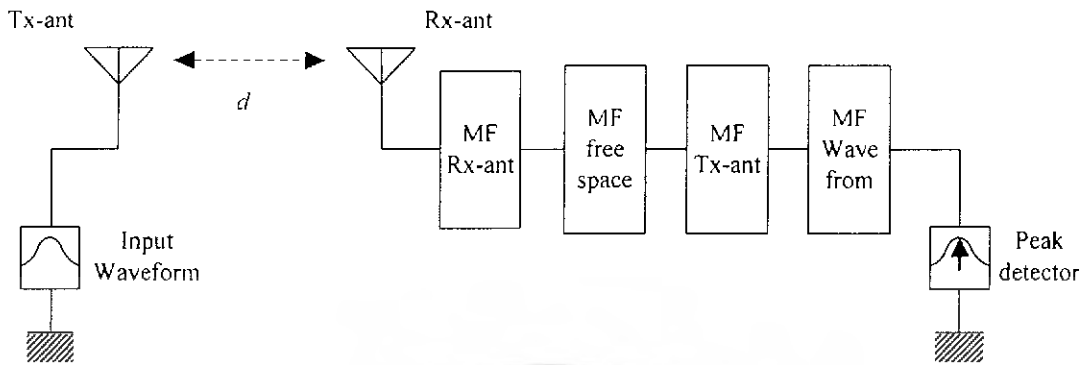 Tx-ant
Rx-ant
d
MF
Rx-ant
MF
free
space
MF
Tx-ant
MF
Wave
from
Input
Waveform
Peak
detector